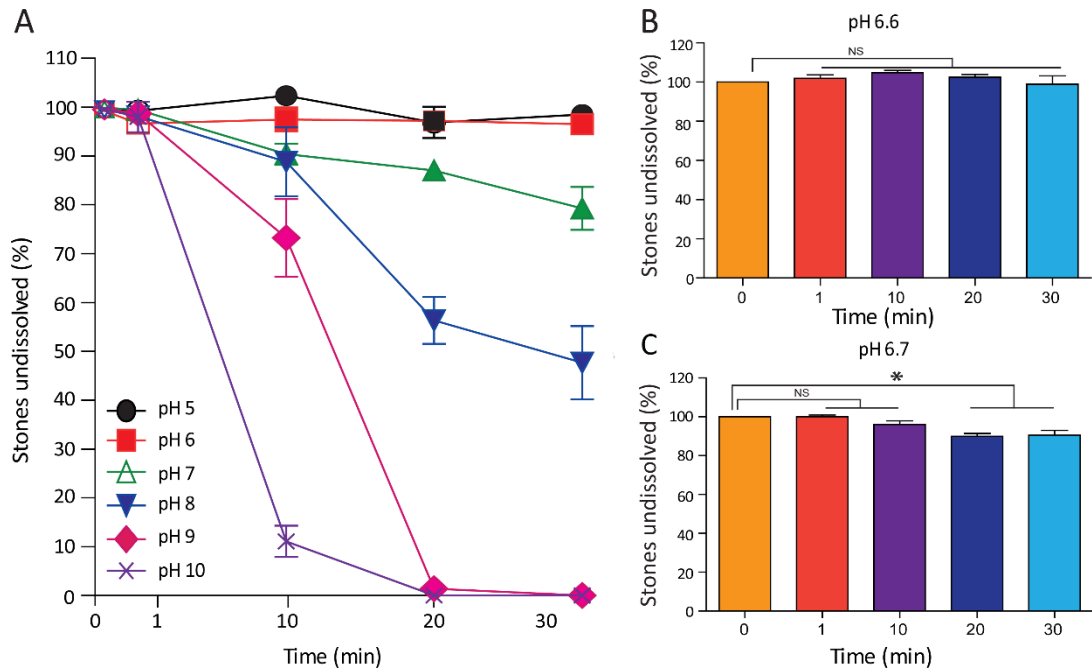 A
Stones undissolved (%)
110
100
90
80
70
60
50
40
30
20
10
0
pH 5
pH 6
pH 7
pH 8
pH 9
pH 10
0 1 10 20 30
Time (min)
B
pH 6.6
Stones undissolved (%)
120
100
80
60
40
20
0
NS
0 1 10 20 30
Time (min)
C
pH 6.7
Stones undissolved (%)
120
100
80
60
40
20
0
*
NS
0 1 10 20 30
Time (min)